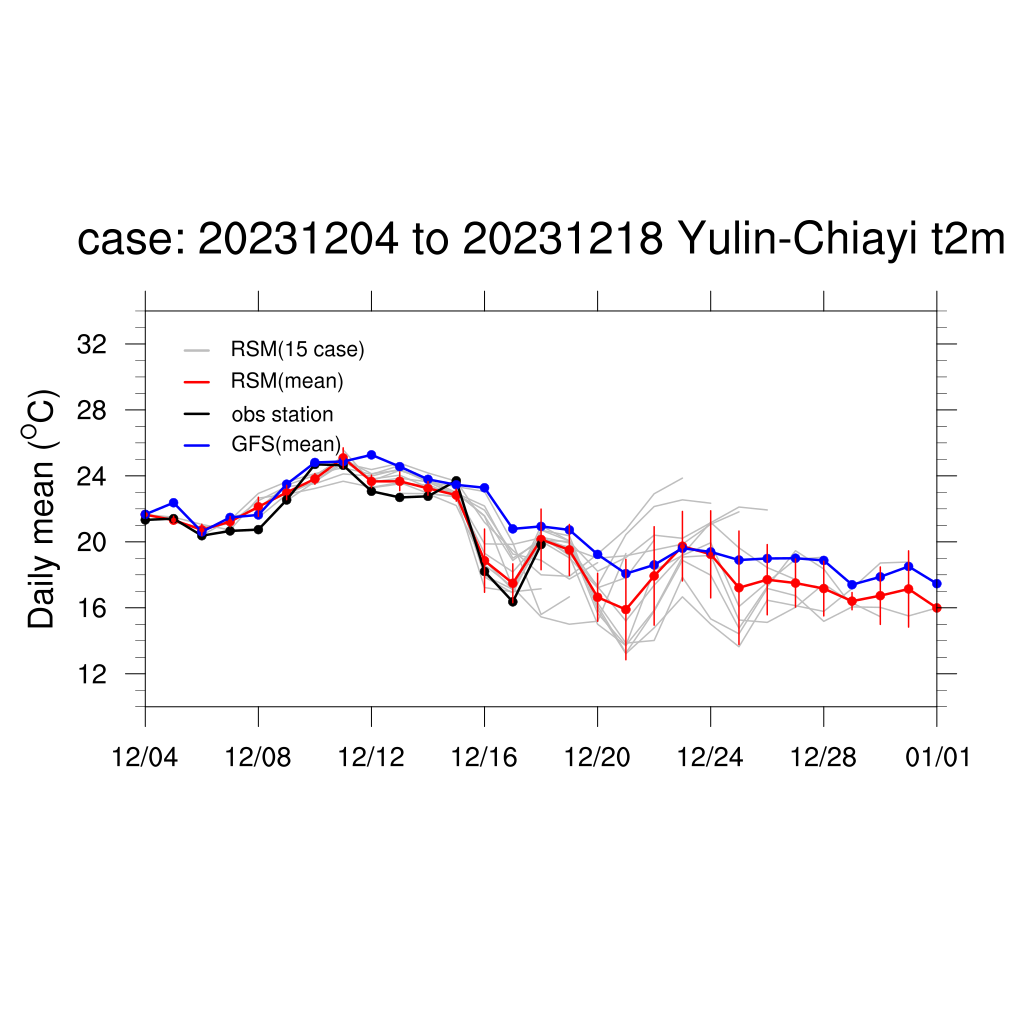 case: 20231204 to 20231218 Yulin-Chiayi t2m
Daily mean (°C)
32
28
24
20
16
12
RSM(15 case)
RSM(mean)
obs station
GFS(mean)
12/04 12/08 12/12 12/16 12/20 12/24 12/28 01/01